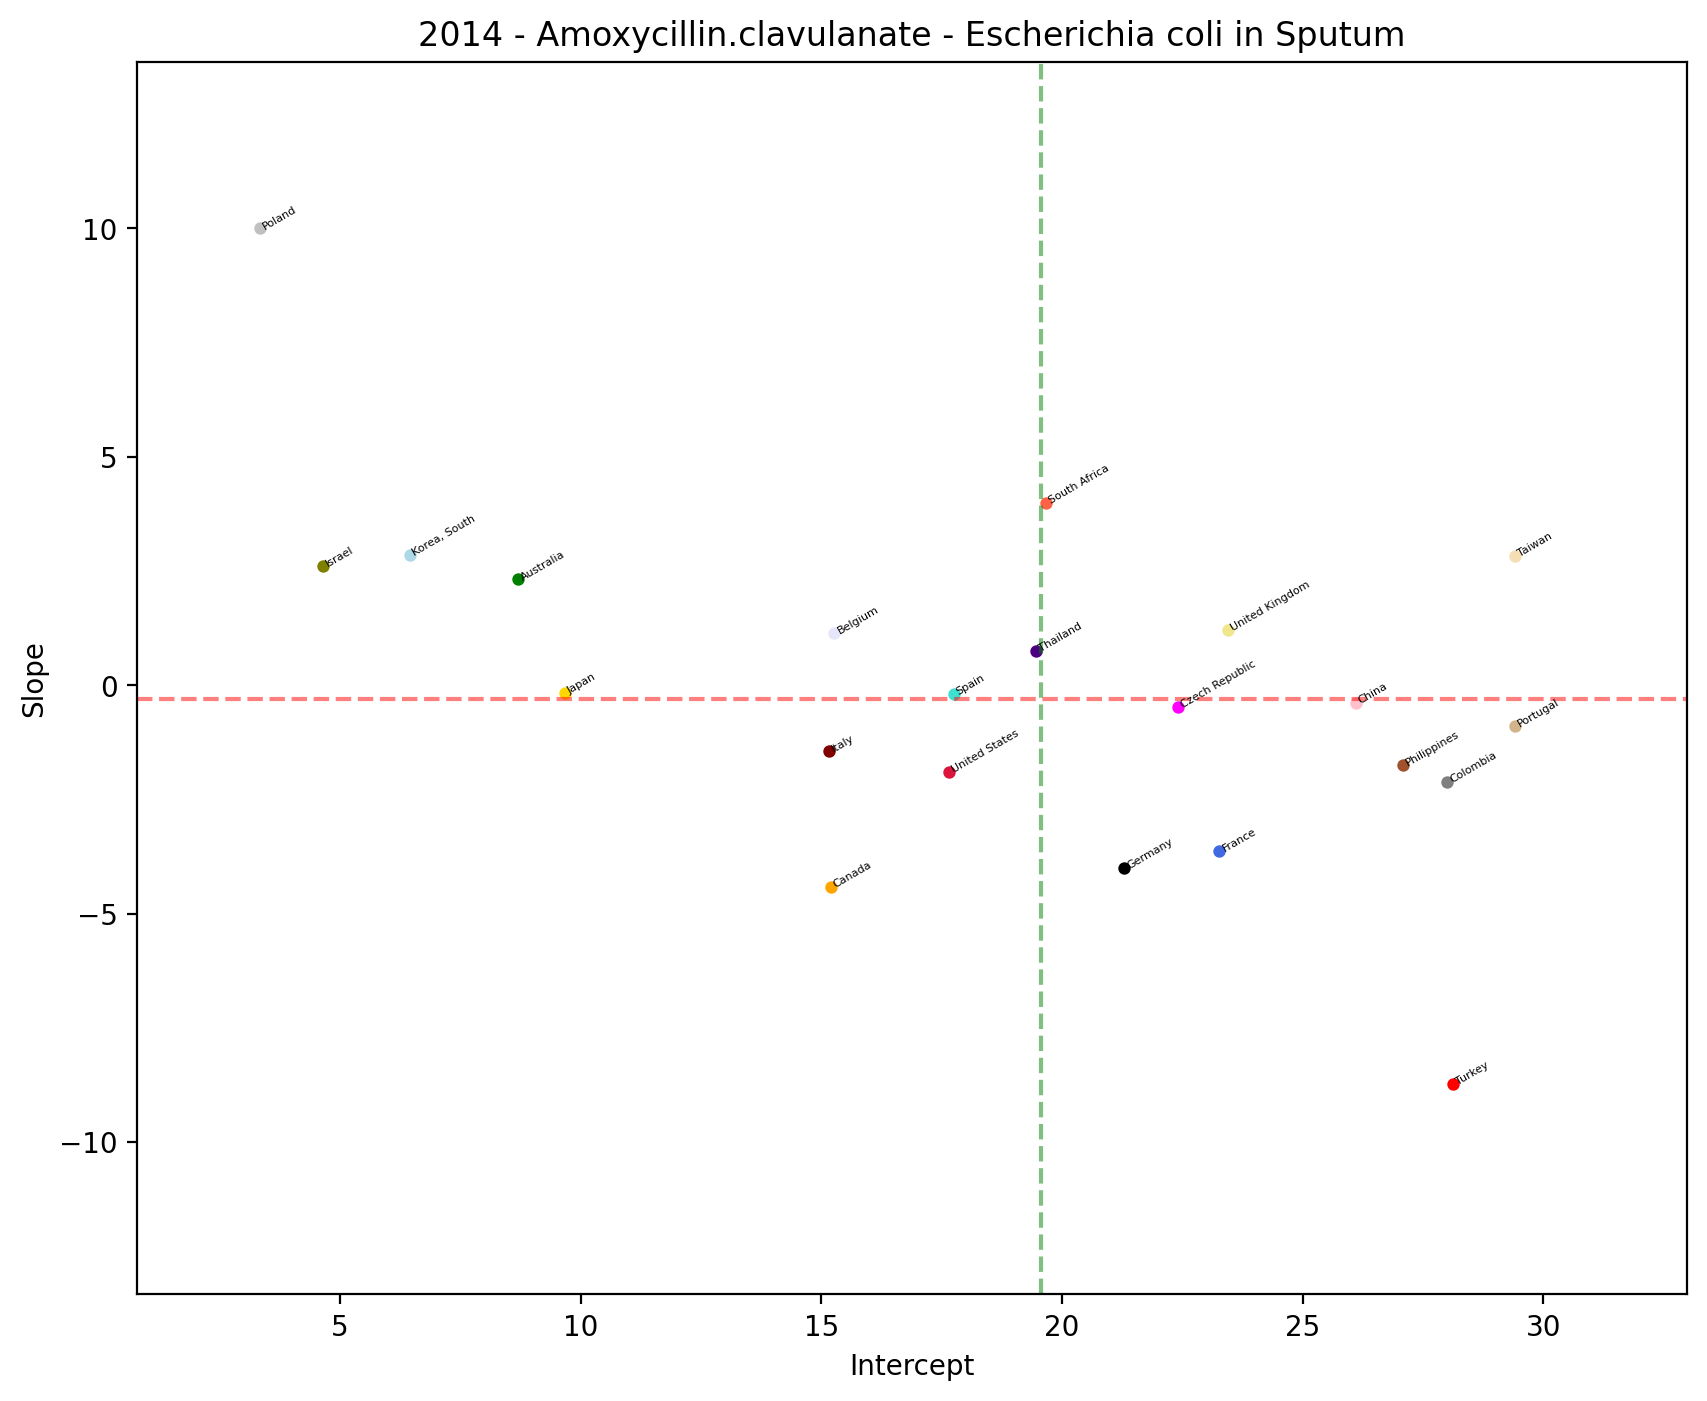 2014 - Amoxycillin.clavulanate - Escherichia coli in Sputum
10
5
0
−5
−10
Slope
Poland
South Africa
Korea, South
Taiwan
Israel
Australia
United Kingdom
Belgium
Thailand
Japan
Spain
Czech Republic
China
Portugal
Italy
United States
Philippines
Colombia
France
Germany
Canada
Turkey
5 10 15 20 25 30
Intercept